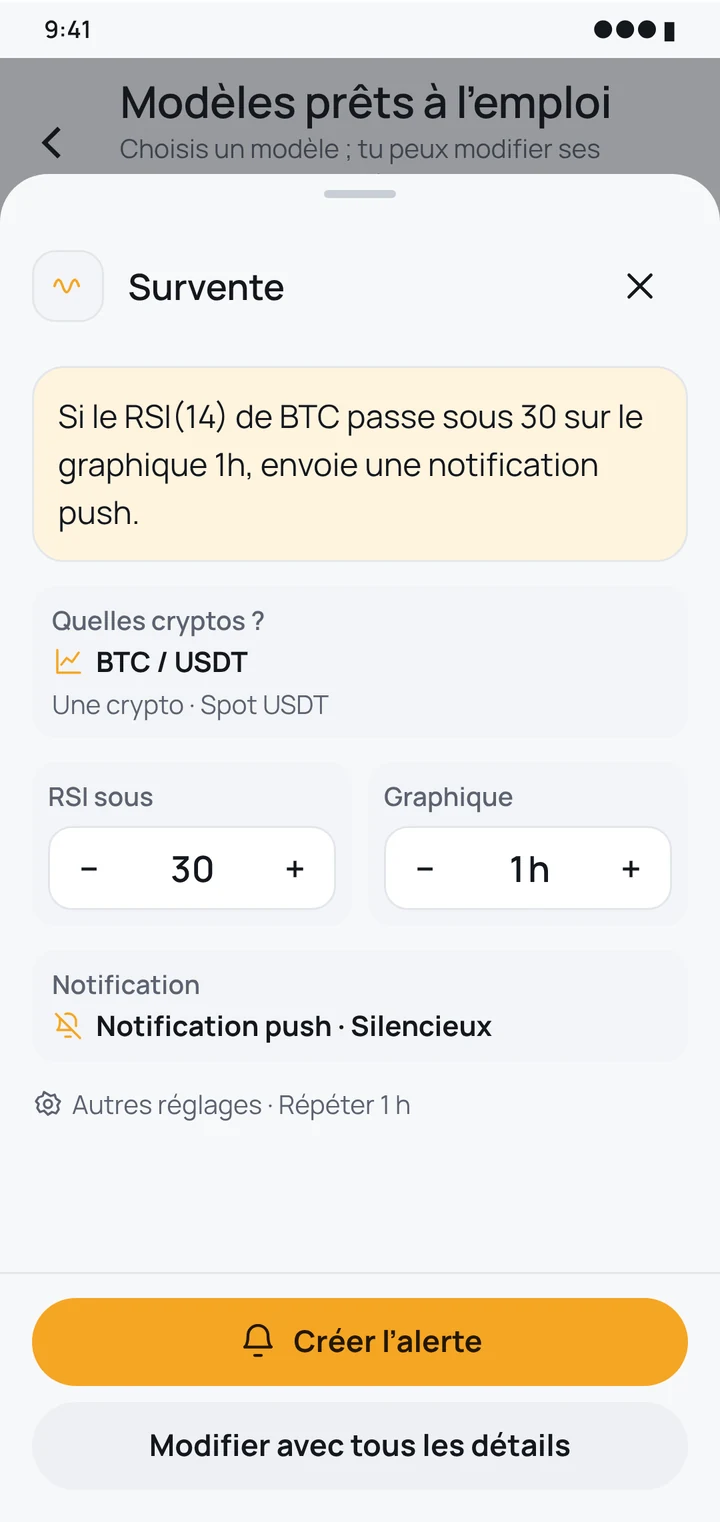 9:41
Modèles prêts à l’emploi
Choisis un modèle ; tu peux modifier ses
Survente
Si le RSI(14) de BTC passe sous 30 sur le
graphique 1h, envoie une notification
push.
Quelles cryptos ?
BTC / USDT
Une crypto · Spot USDT
RSI sous
Graphique
− 30 +
− 1h +
Notification
Notification push · Silencieux
Autres réglages · Répéter 1 h
Créer l’alerte
Modifier avec tous les détails